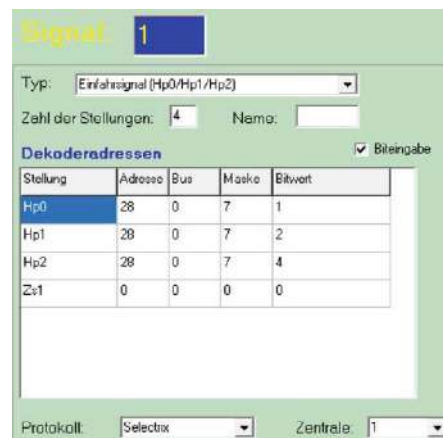 Signal: 1
Typ: Einfahrsignal (Hp0/Hp1/Hp2)
Zahl der Stellungen: 4 Name:
Dekoderadressen Biteingabe
Stellung Adresse Bus Maske Bitwert
Hp0 28 0 7 1
Hp1 28 0 7 2
Hp2 28 0 7 4
Zs1 0 0 0 0
Protokoll: Selectrix Zentrale: 1